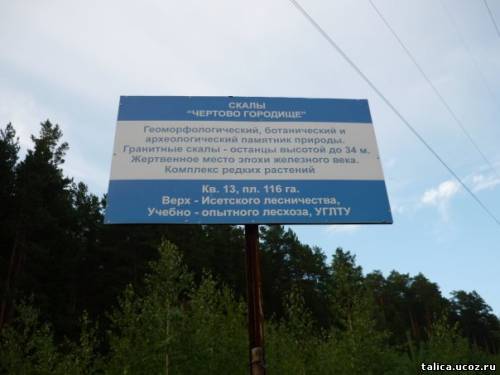 СКАЛЫ
"ЧЕРТОВО ГОРОДИЩЕ"
Геоморфологический, ботанический и
археологический памятник природы.
Гранитные скалы - останцы высотой до 34 м.
Жертвенное место эпохи железного века.
Комплекс редких растений
Кв. 13, пл. 116 га.
Верх - Исетского лесничества,
Учебно - опытного лесхоза, УГЛТУ
talica.ucoz.ru